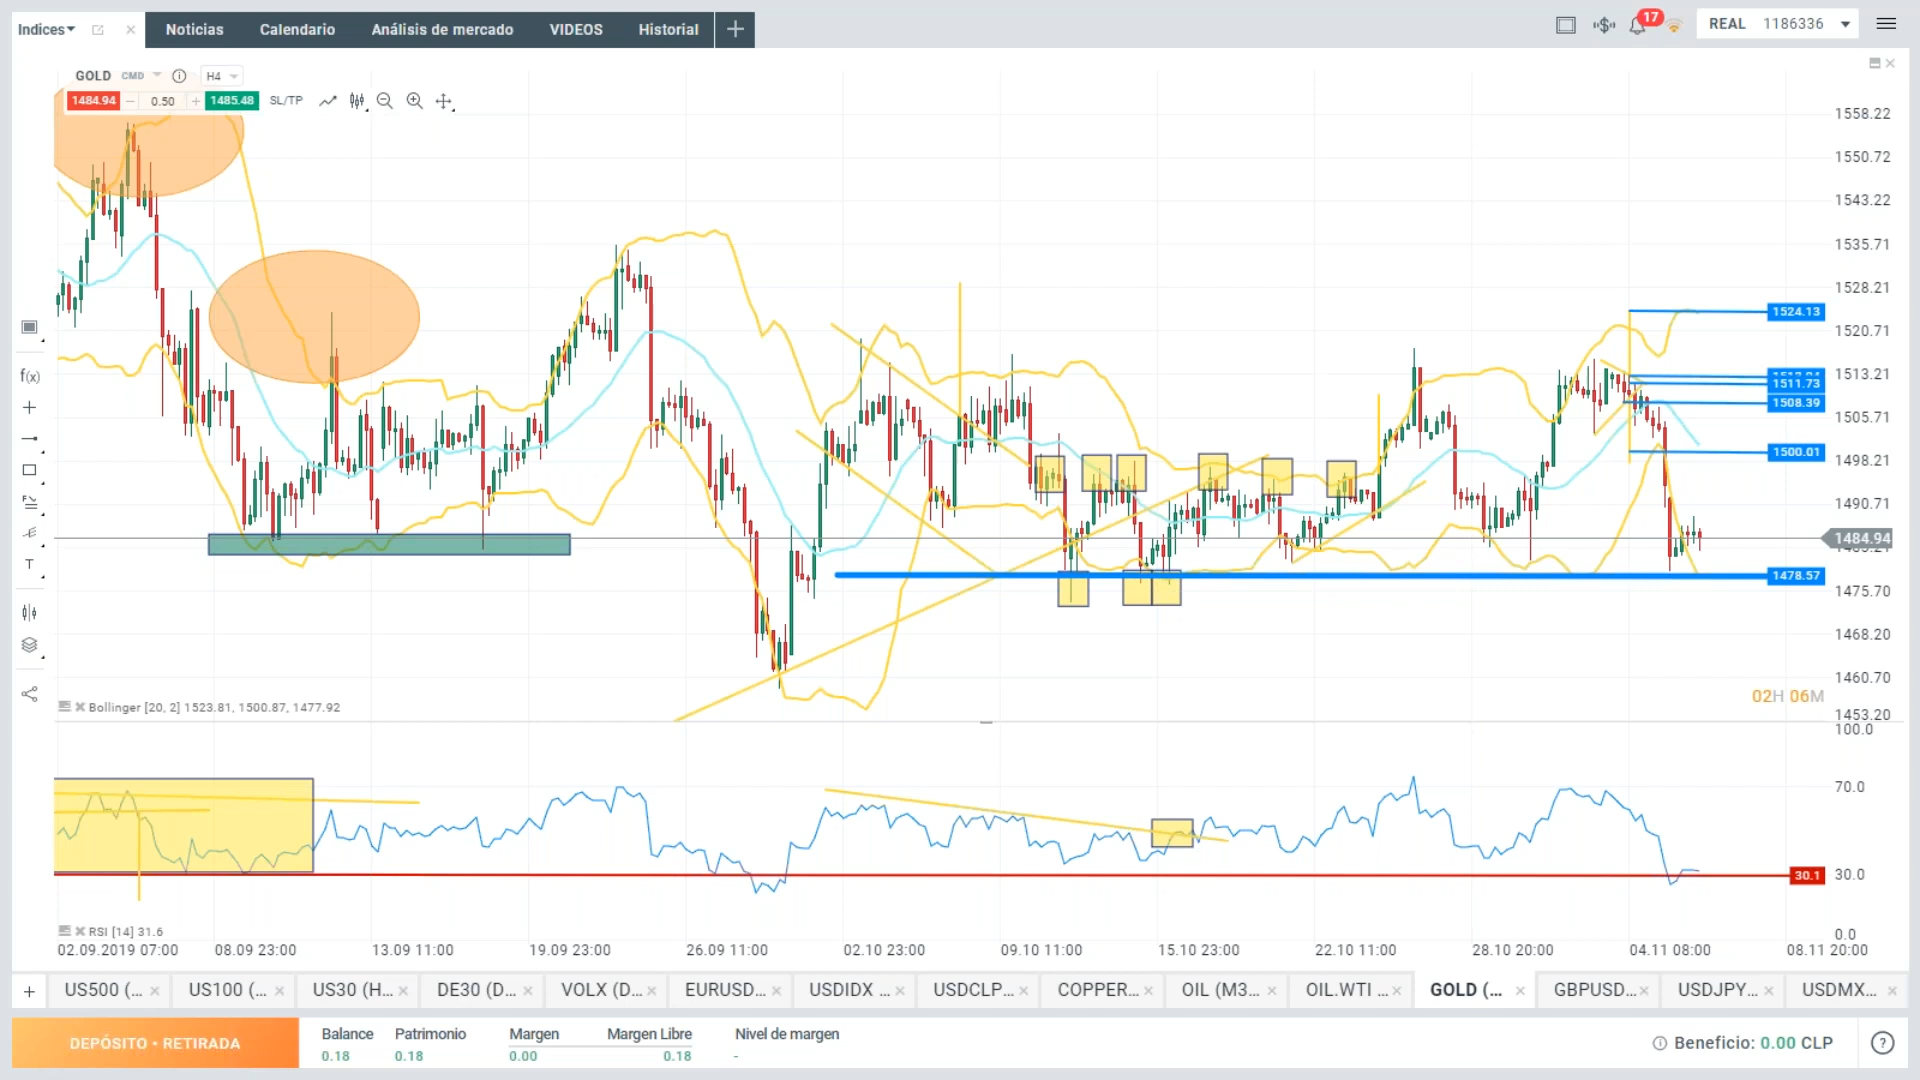 Indices Noticias Calendario Análisis de mercado VIDEOS Historial 17 REAL 1186336
GOLD CMD H4
1484.94 0.50 1485.48 SL/TP
1558.22
1550.72
1543.22
1535.71
1528.21
1524.13
1520.71
1513.21
1511.73
1508.39
1505.71
1500.01
1498.21
1490.71
1484.94
1478.57
1475.70
1468.20
1460.70
1453.20
f(x)
T
02H 06M
Bollinger [20, 2] 1523.81, 1500.87, 1477.92
100.0
70.0
30.1 30.0
0.0
RSI [14] 31.6
02.09.2019 07:00 08.09 23:00 13.09 11:00 19.09 23:00 26.09 11:00 02.10 23:00 09.10 11:00 15.10 23:00 22.10 11:00 28.10 20:00 04.11 08:00 08.11 20:00
+ US500 (... US100 (... US30 (H... DE30 (D... VOLX (D... EURUSD... USDIDX ... USDCLP... COPPER... OIL (M3... OIL.WTI ... GOLD (... GBPUSD... USDJPY... USDMX...
DEPÓSITO • RETIRADA
Balance Patrimonio Margen Margen Libre Nivel de margen
0.18 0.18 0.00 0.18 -
Beneficio: 0.00 CLP ?